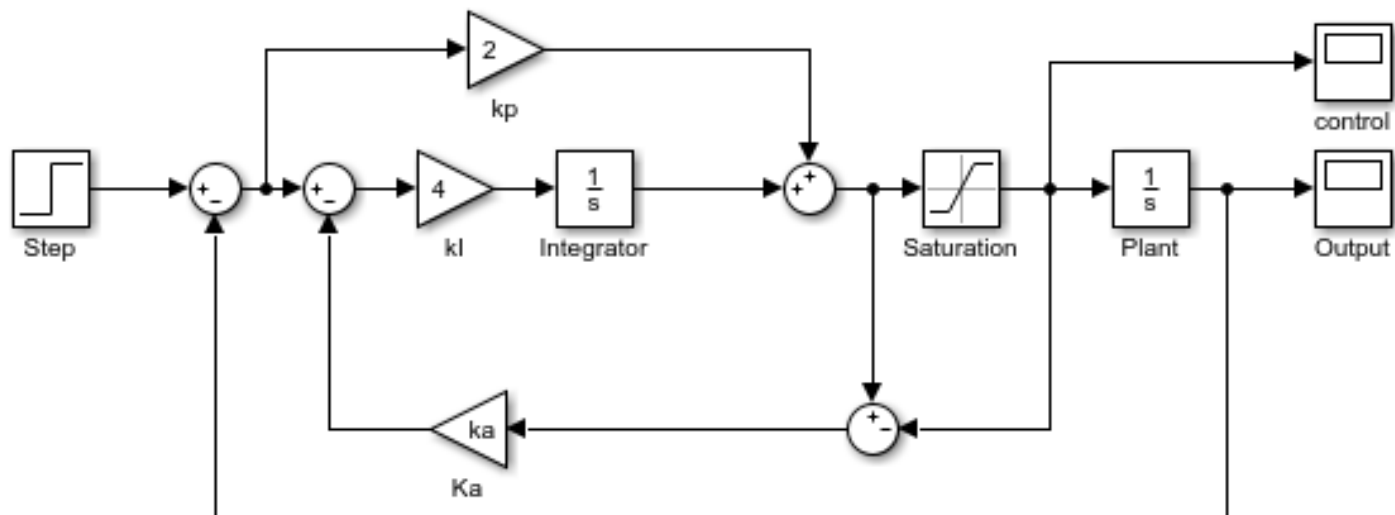 2
kp
control
Step
+
−
+
−
4
kI
1
s
Integrator
+
+
Saturation
1
s
Plant
Output
ka
Ka
+
−